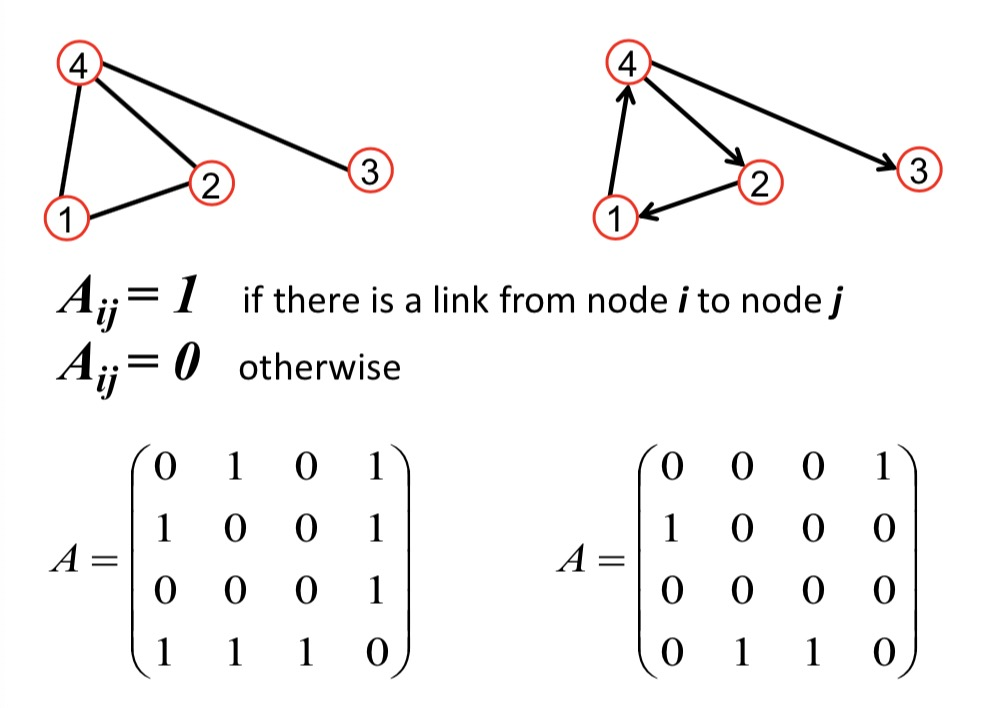 4
2
3
1
4
2
3
1
A_ij = 1 if there is a link from node i to node j
A_ij = 0 otherwise
A =
0 1 0 1
1 0 0 1
0 0 0 1
1 1 1 0
A =
0 0 0 1
1 0 0 0
0 0 0 0
0 1 1 0